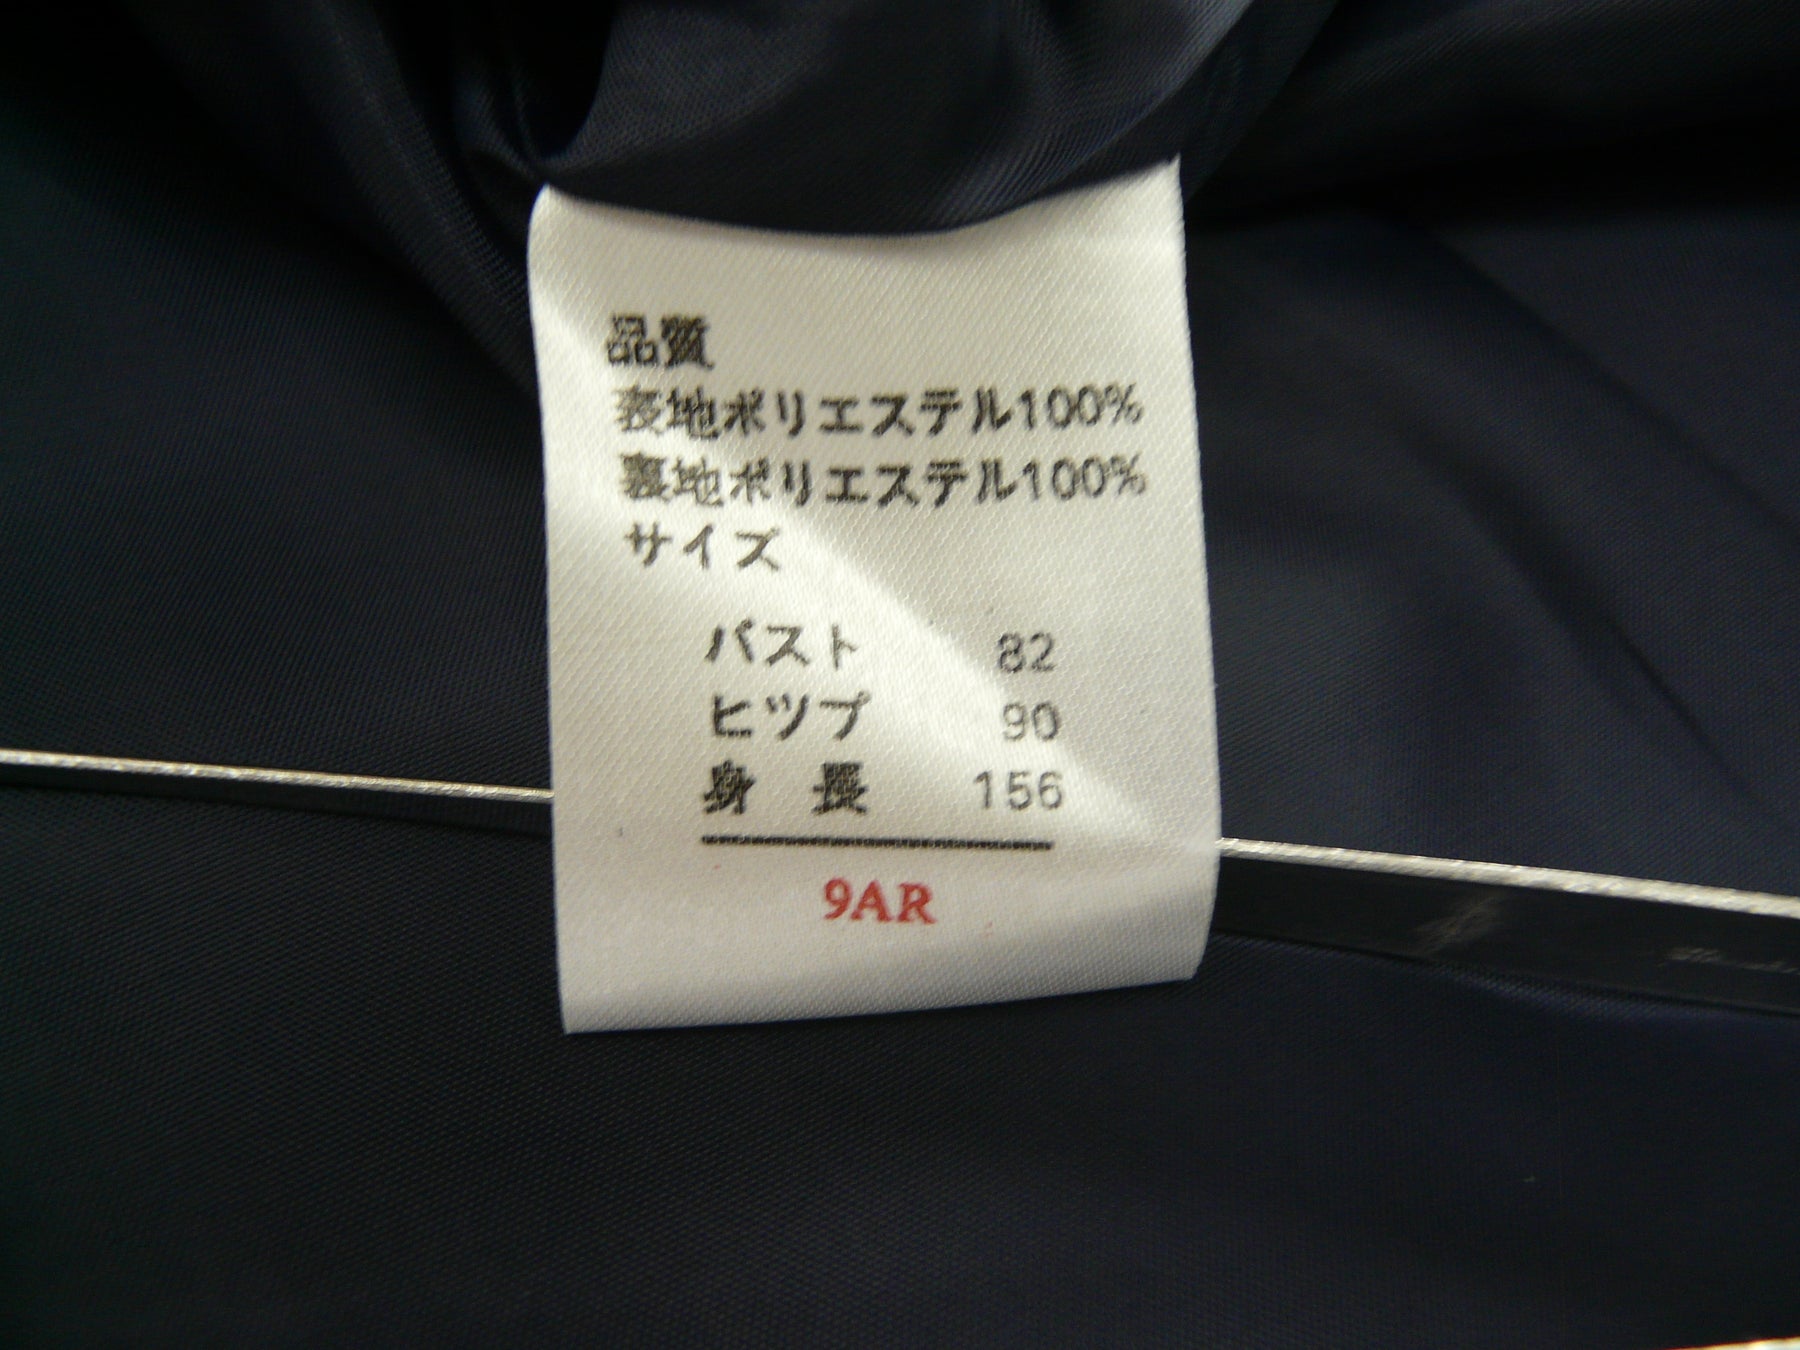 品質
表地ポリエステル100%
裏地ポリエステル100%
サイズ
バスト 82
ヒツプ 90
身 長 156
9AR